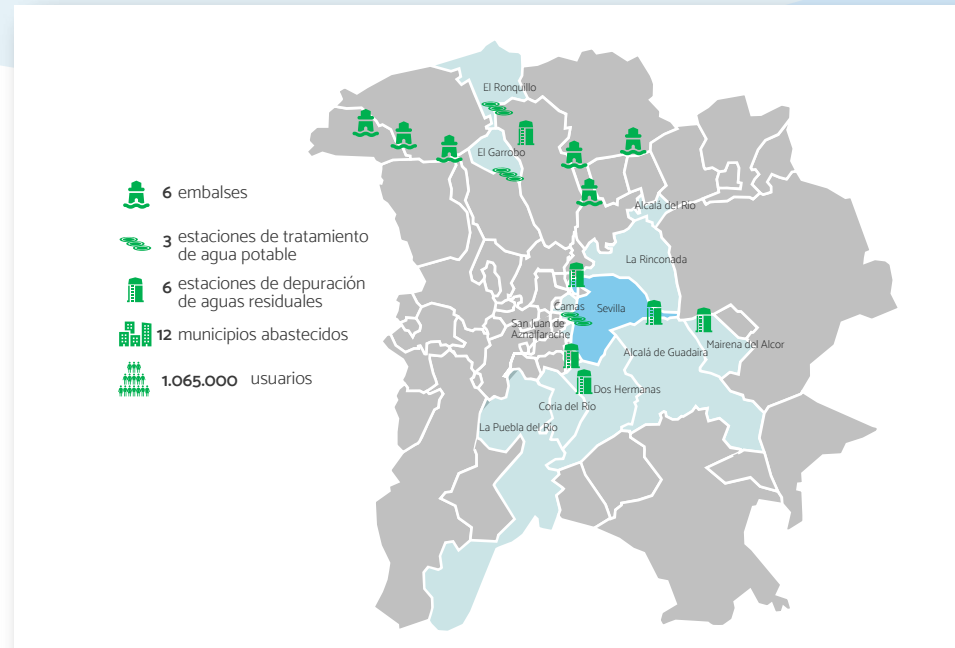 6 embalses
3 estaciones de tratamiento
de agua potable
6 estaciones de depuración
de aguas residuales
12 municipios abastecidos
1.065.000 usuarios
El Ronquillo
El Garrobo
Alcalá del Río
La Rinconada
Camas
Sevilla
San Juan de
Aznalfarache
Alcalá de Guadaira
Mairena del Alcor
Dos Hermanas
Coria del Río
La Puebla del Río